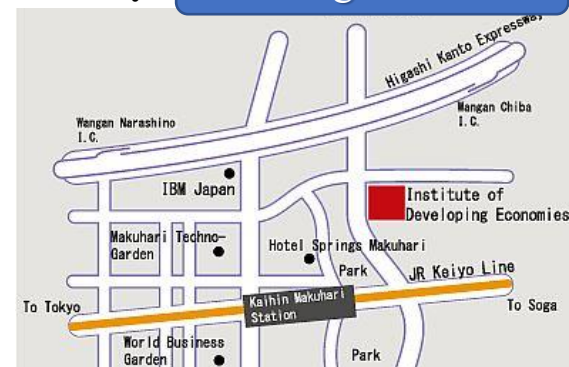 Higashi Kanto Expressway
Wangan Narashino
I.C.
Wangan Chiba
I.C.
IBM Japan
Institute of
Developing Economies
Makuhari Techno-
Garden
Hotel Springs Makuhari
Park
JR Keiyo Line
Kaihin Makuhari
Station
To Tokyo
To Soga
World Business
Garden
Park